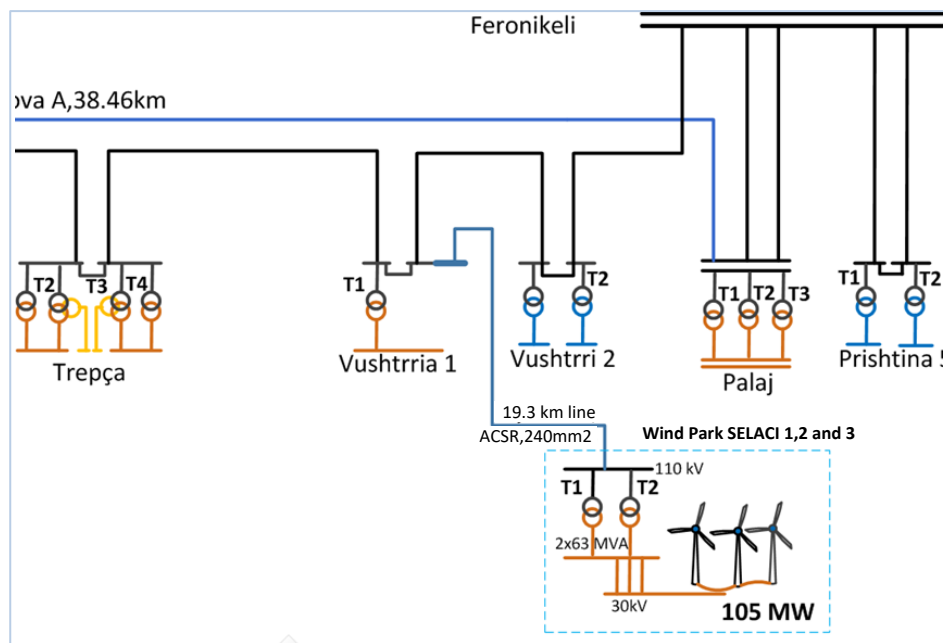 Feronikeli
ova A,38.46km
T2 T3 T4
T1
T2
T1 T2 T3
T1 T2
Trepça
Vushtrria 1
Vushtrri 2
Palaj
Prishtina 5
19.3 km line
ACSR,240mm2
Wind Park SELACI 1,2 and 3
110 kV
T1 T2
2x63 MVA
30kV
105 MW